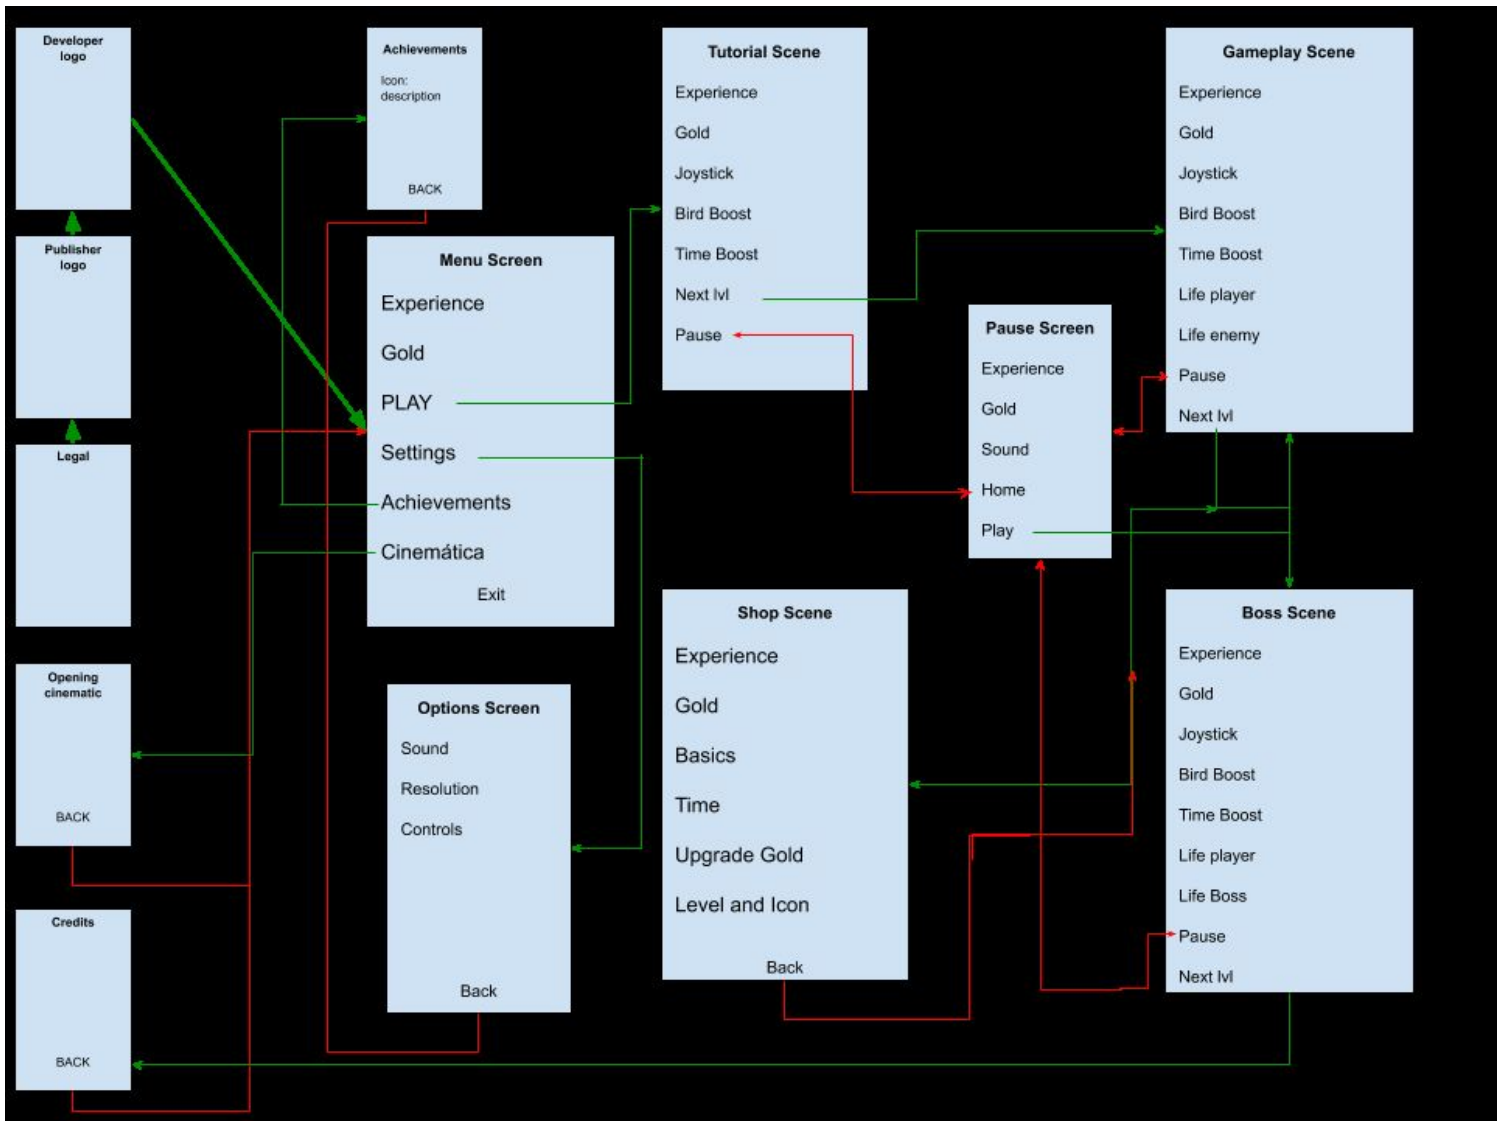 Developer
logo
Publisher
logo
Legal
Opening
cinematic
BACK
Credits
BACK
Achievements
Icon:
description
BACK
Menu Screen
Experience
Gold
PLAY
Settings
Achievements
Cinemática
Exit
Options Screen
Sound
Resolution
Controls
Back
Tutorial Scene
Experience
Gold
Joystick
Bird Boost
Time Boost
Next lvl
Pause
Shop Scene
Experience
Gold
Basics
Time
Upgrade Gold
Level and Icon
Back
Pause Screen
Experience
Gold
Sound
Home
Play
Gameplay Scene
Experience
Gold
Joystick
Bird Boost
Time Boost
Life player
Life enemy
Pause
Next lvl
Boss Scene
Experience
Gold
Joystick
Bird Boost
Time Boost
Life player
Life Boss
Pause
Next lvl